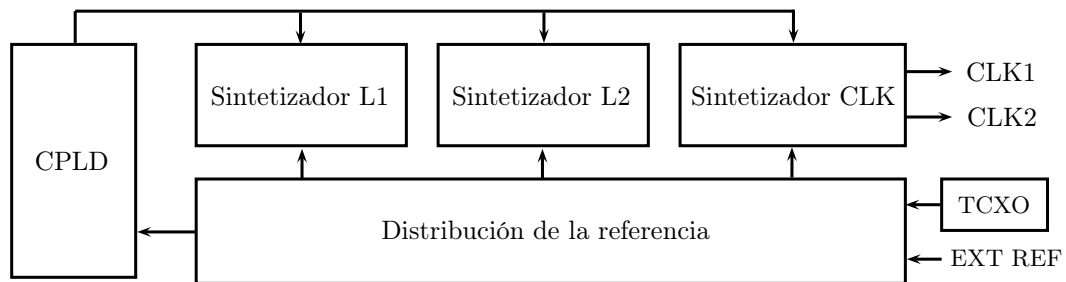 Sintetizador L1
Sintetizador L2
Sintetizador CLK
CLK1
CLK2
CPLD
Distribución de la referencia
TCXO
EXT REF